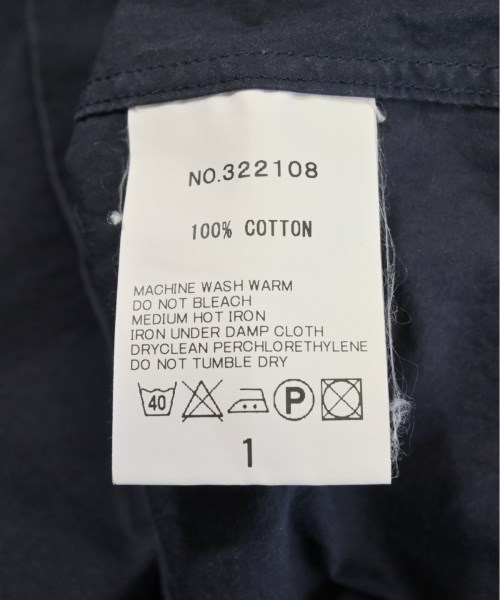 NO.322108
100% COTTON
MACHINE WASH WARM
DO NOT BLEACH
MEDIUM HOT IRON
IRON UNDER DAMP CLOTH
DRYCLEAN PERCHLORETHYLENE
DO NOT TUMBLE DRY
40 P
1